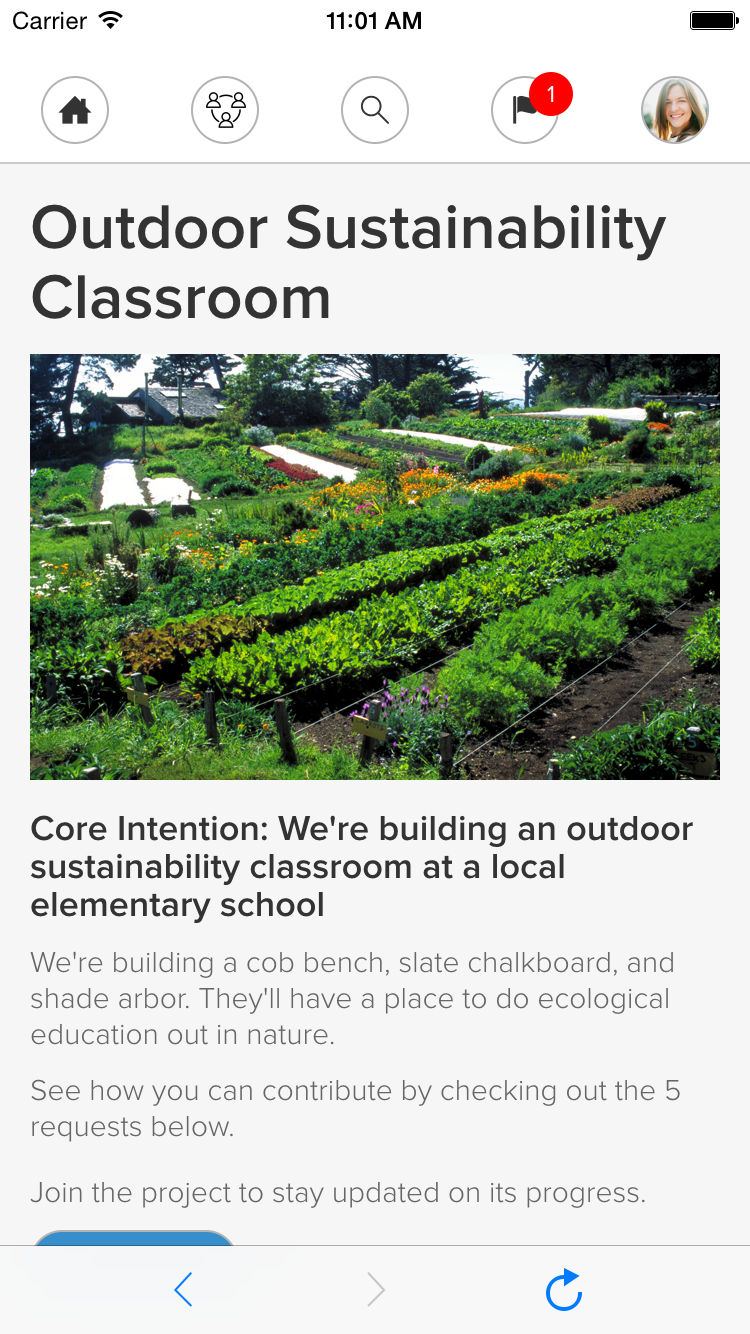 Carrier 11:01 AM
1
Outdoor Sustainability
Classroom
Core Intention: We're building an outdoor
sustainability classroom at a local
elementary school
We're building a cob bench, slate chalkboard, and
shade arbor. They'll have a place to do ecological
education out in nature.
See how you can contribute by checking out the 5
requests below.
Join the project to stay updated on its progress.